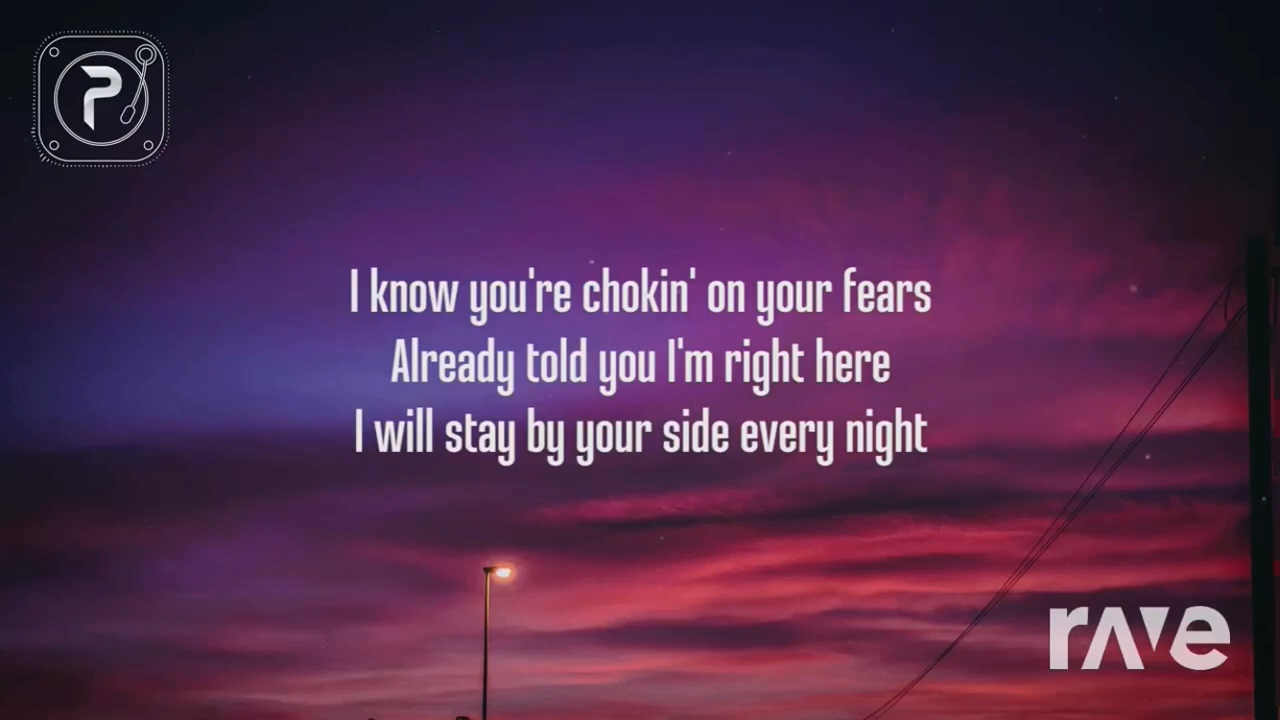 P
I know you're chokin' on your fears
Already told you I'm right here
I will stay by your side every night
rave